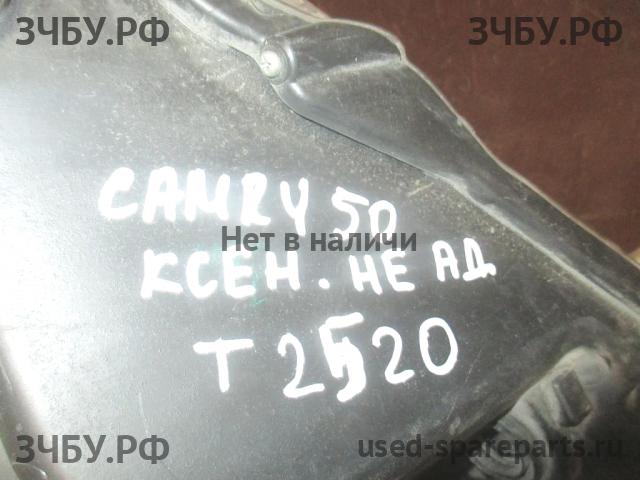 ЗЧБУ.РФ ЗЧБУ.РФ
CAMRY 50
Нет в наличи
КСЕН. НЕ АД.
Т 2520
ЗЧБУ.РФ used-spareparts.ru